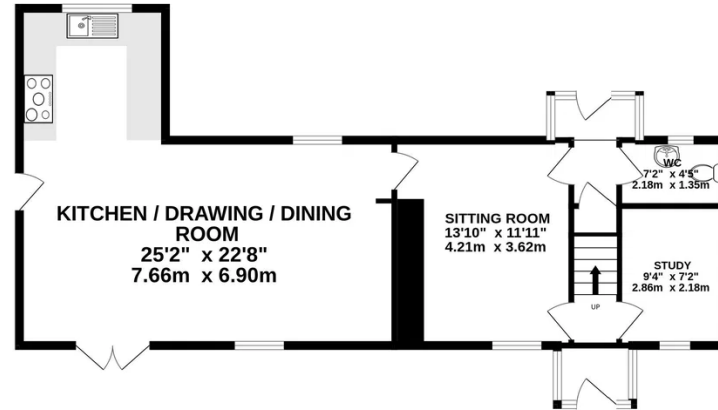 KITCHEN / DRAWING / DINING
ROOM
25'2" x 22'8"
7.66m x 6.90m
SITTING ROOM
13'10" x 11'11"
4.21m x 3.62m
WC
7'2" x 4'5"
2.18m x 1.35m
STUDY
9'4" x 7'2"
2.86m x 2.18m
UP